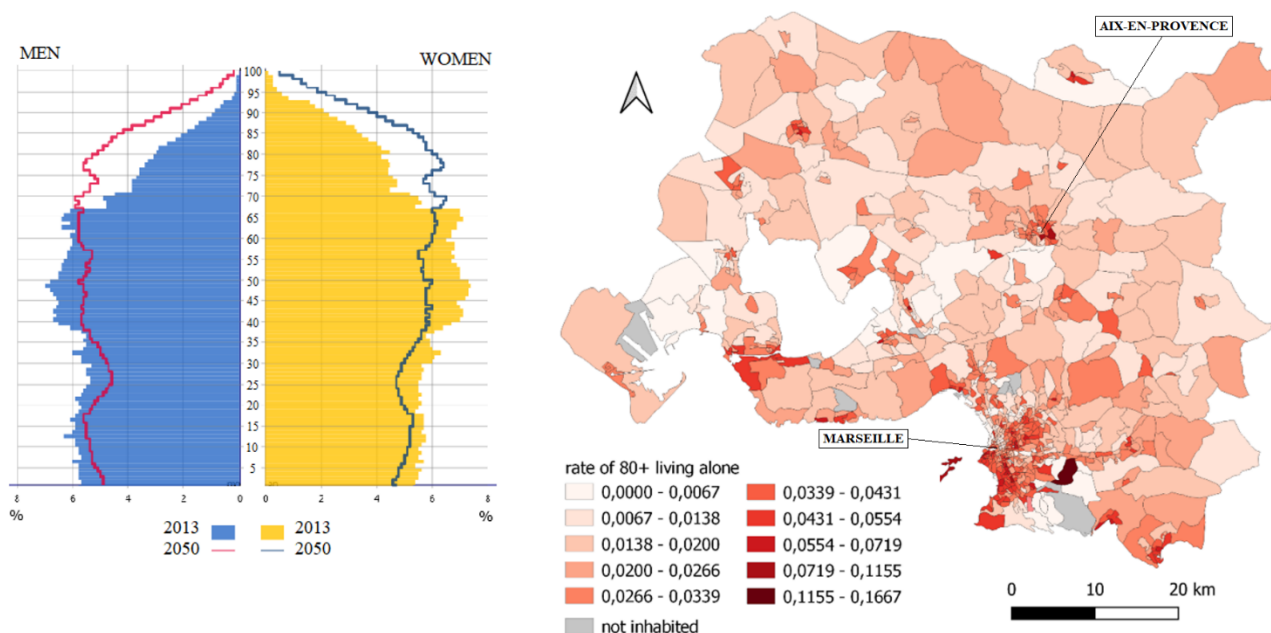 MEN
WOMEN
100
95
90
85
80
75
70
65
60
55
50
45
40
35
30
25
20
15
10
5
8 6 4 2 0 0 2 4 6 8
% %
2013 2013
2050 2050
AIX-EN-PROVENCE
MARSEILLE
rate of 80+ living alone
0,0000 - 0,0067 0,0339 - 0,0431
0,0067 - 0,0138 0,0431 - 0,0554
0,0138 - 0,0200 0,0554 - 0,0719
0,0200 - 0,0266 0,0719 - 0,1155
0,0266 - 0,0339 0,1155 - 0,1667
not inhabited
0 10 20 km